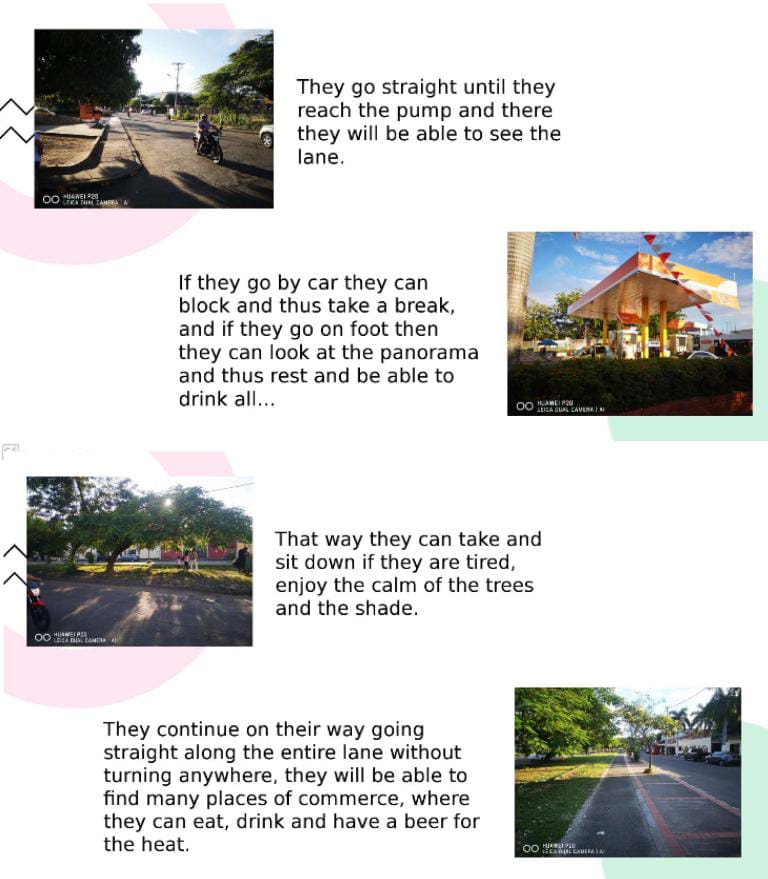 They go straight until they
reach the pump and there
they will be able to see the
lane.
HUAWEI P20
LEICA DUAL CAMERA | AI
If they go by car they can
block and thus take a break,
and if they go on foot then
they can look at the panorama
and thus rest and be able to
drink all...
HUAWEI P20
LEICA DUAL CAMERA | AI
That way they can take and
sit down if they are tired,
enjoy the calm of the trees
and the shade.
HUAWEI P20
LEICA DUAL CAMERA | AI
They continue on their way going
straight along the entire lane without
turning anywhere, they will be able to
find many places of commerce, where
they can eat, drink and have a beer for
the heat.
HUAWEI P20
LEICA DUAL CAMERA | AI